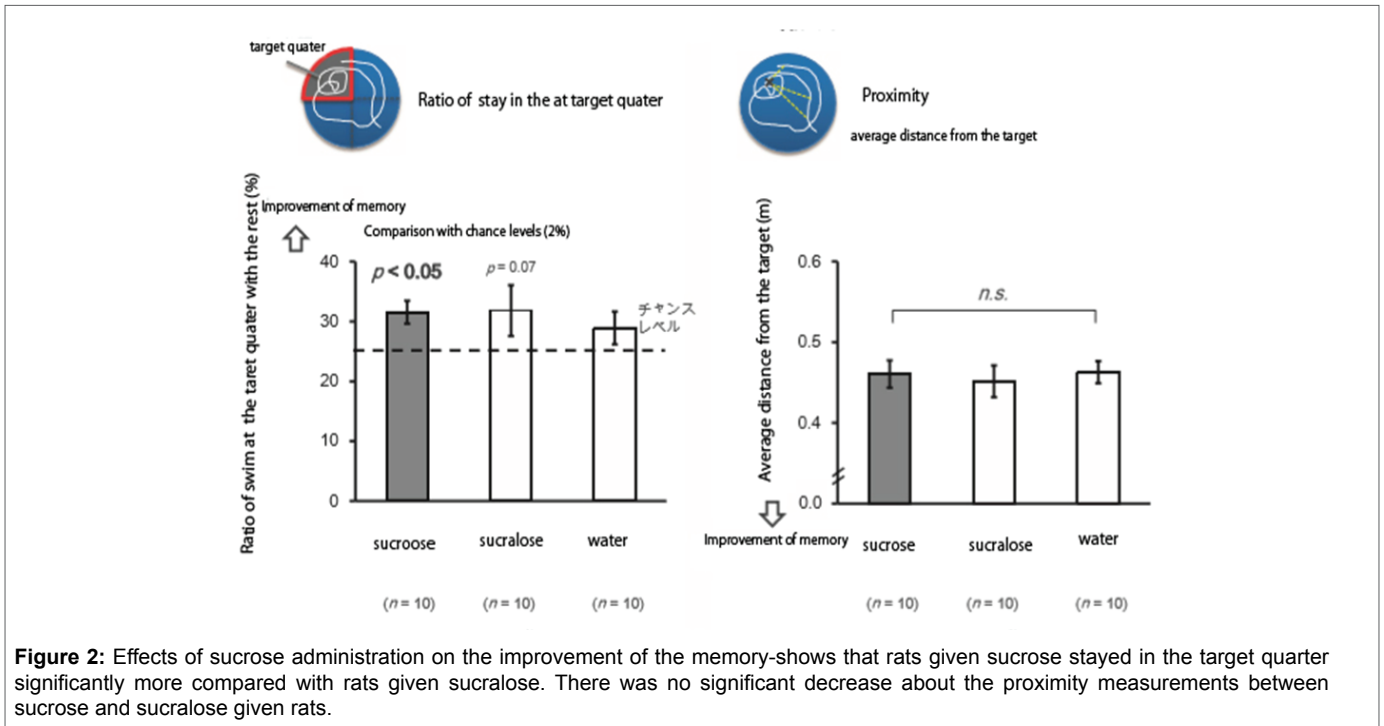 target quater
Ratio of stay in the at target quater
Proximity
average distance from the target
Ratio of swim at the taret quater with the rest (%)
Improvement of memory
Comparison with chance levels (2%)
40
30
20
10
0
p < 0.05
p = 0.07
チャンス
レベル
sucroose
sucralose
water
(n = 10)
(n = 10)
(n = 10)
Average distance from the target (m)
0.6
0.5
0.4
0.0
n.s.
Improvement of memory
sucrose
sucralose
water
(n = 10)
(n = 10)
(n = 10)
Figure 2: Effects of sucrose administration on the improvement of the memory-shows that rats given sucrose stayed in the target quarter
significantly more compared with rats given sucralose. There was no significant decrease about the proximity measurements between
sucrose and sucralose given rats.